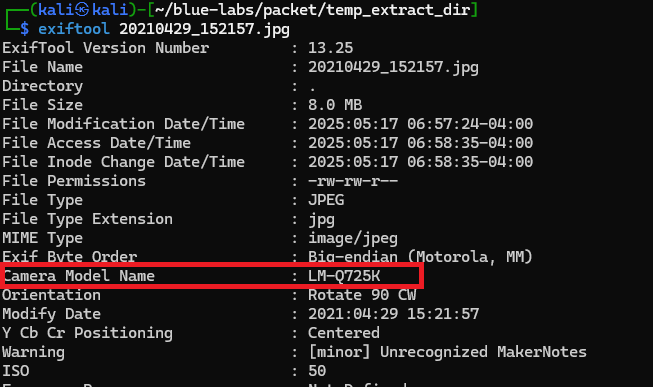 ┌──(kali㉿kali)-[~/blue-labs/packet/temp_extract_dir]
└─$ exiftool 20210429_152157.jpg
ExifTool Version Number : 13.25
File Name : 20210429_152157.jpg
Directory : .
File Size : 8.0 MB
File Modification Date/Time : 2025:05:17 06:57:24-04:00
File Access Date/Time : 2025:05:17 06:58:35-04:00
File Inode Change Date/Time : 2025:05:17 06:58:35-04:00
File Permissions : -rw-rw-r--
File Type : JPEG
File Type Extension : jpg
MIME Type : image/jpeg
Exif Byte Order : Big-endian (Motorola, MM)
Camera Model Name : LM-Q725K
Orientation : Rotate 90 CW
Modify Date : 2021:04:29 15:21:57
Y Cb Cr Positioning : Centered
Warning : [minor] Unrecognized MakerNotes
ISO : 50